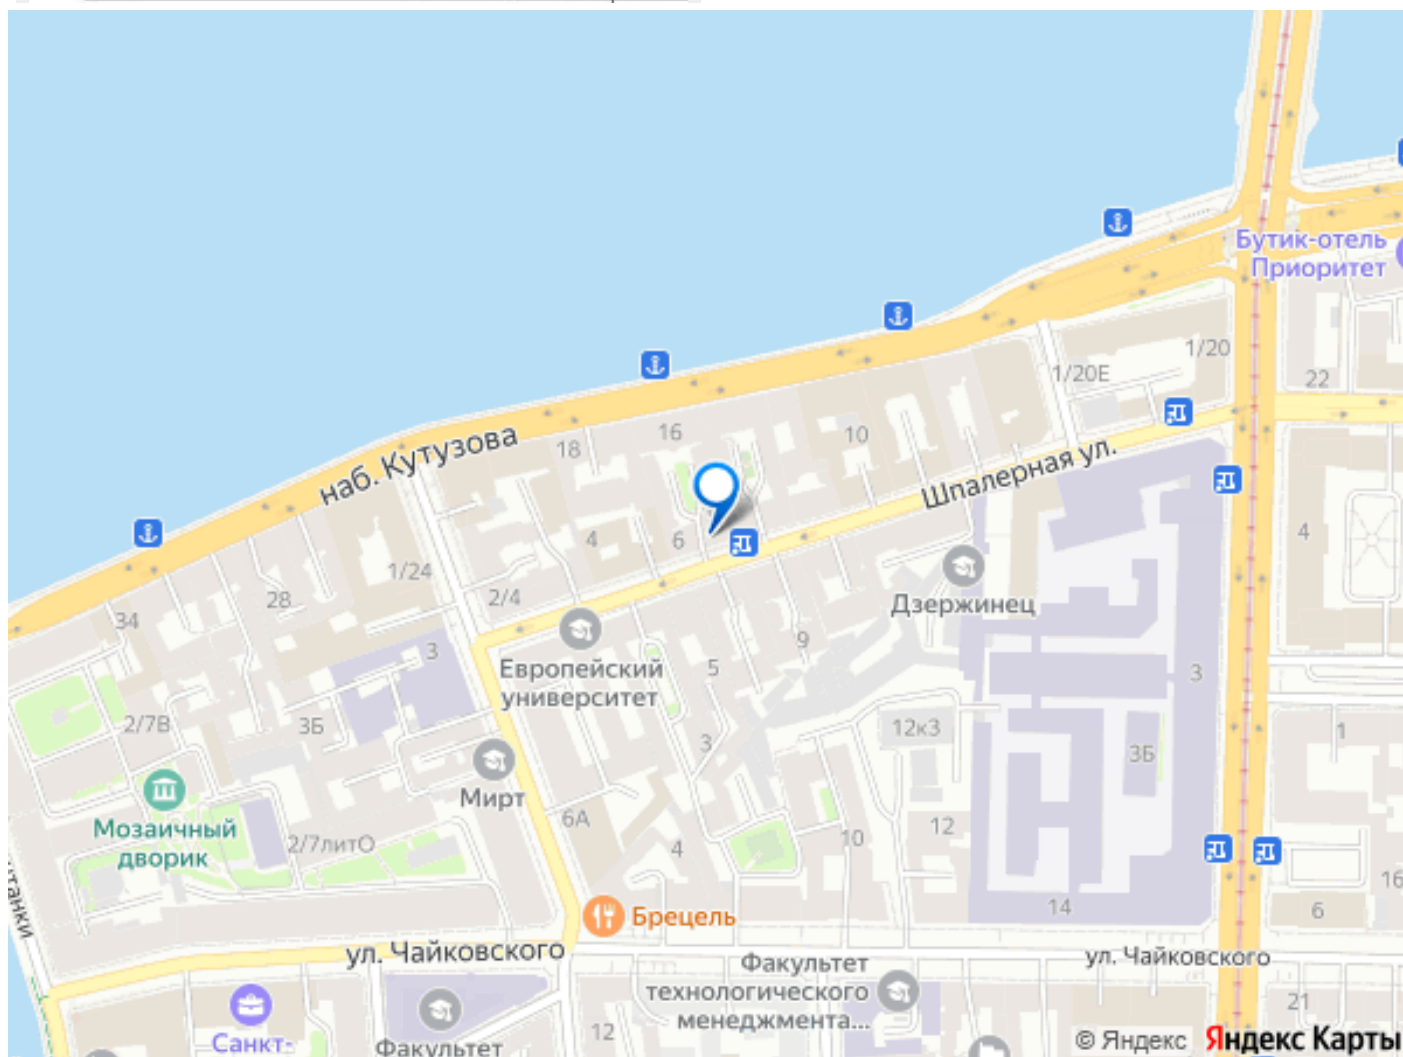 Бутик-отель
Приоритет
1/20
1/20Е
22
наб. Кутузова
18
16
10
Шпалерная ул.
4
6
4
1/24
2/4
28
34
Дзержинец
Европейский
университет
3
9
5
3
2/7В
3Б
12к3
3Б
1
3
Мирт
Мозаичный
дворик
2/7литО
6А
4
10
12
14
16
6
Брецель
ул. Чайковского
ул. Чайковского
Факультет
технологического
менеджмента...
12
21
Санкт-
Факультет
© Яндекс Яндекс Карты